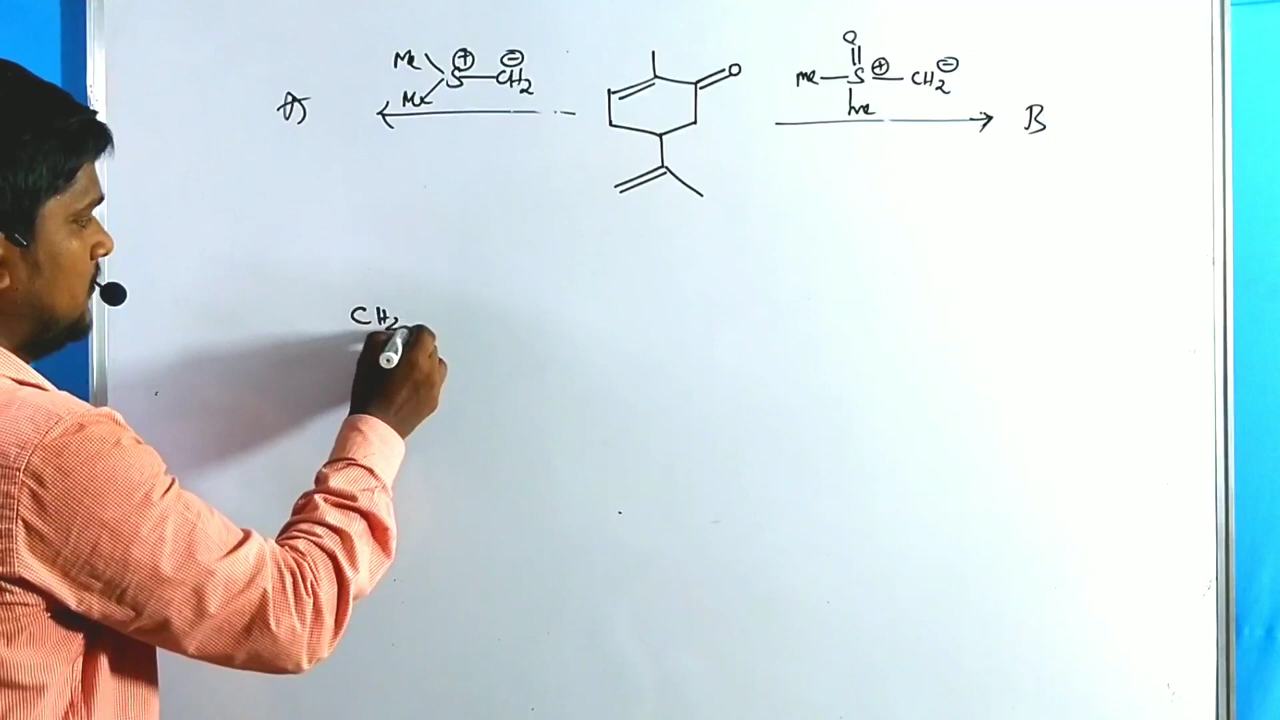 Me
S ⊕ CH2 ⊖
Me
A
O
O
Me S ⊕ CH2 ⊖
Me
B
CH2